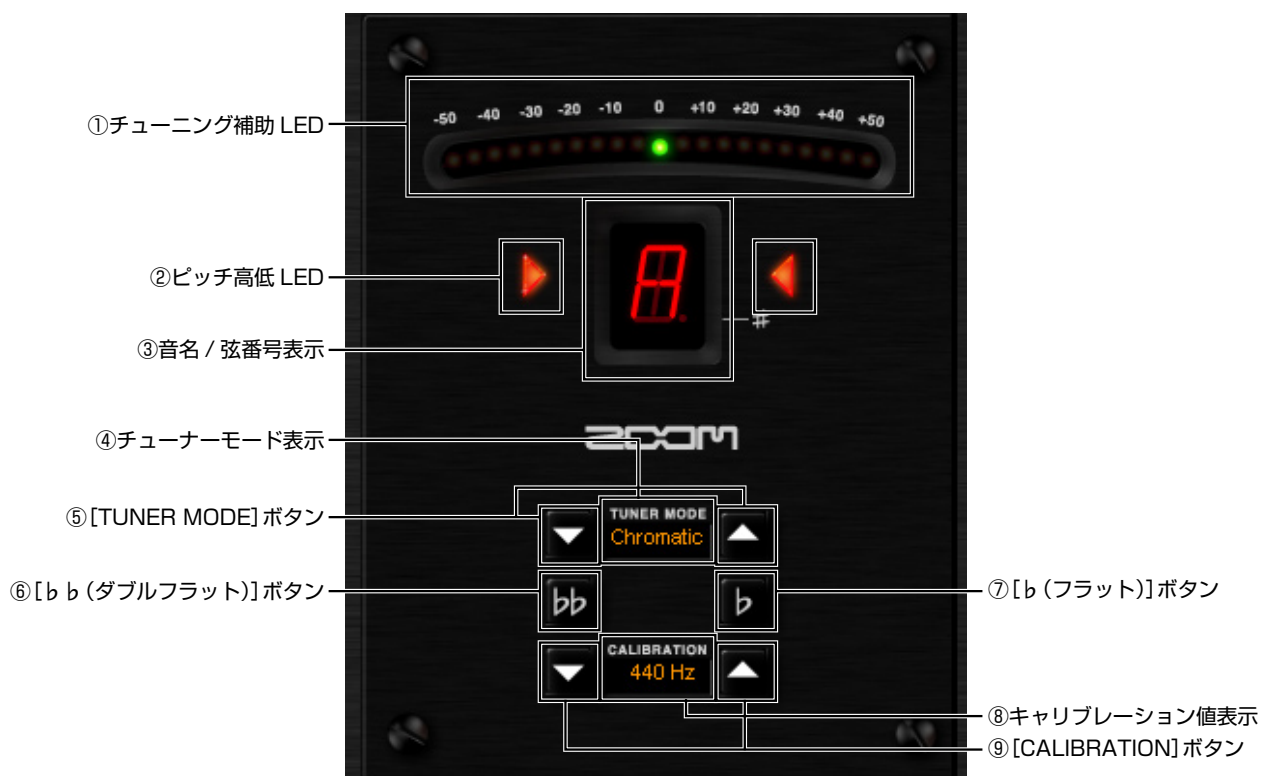 ①チューニング補助 LED
-50 -40 -30 -20 -10 0 +10 +20 +30 +40 +50
②ピッチ高低 LED
A
#
③音名 / 弦番号表示
④チューナーモード表示
ZOOM
⑤[TUNER MODE]ボタン
TUNER MODE
Chromatic
⑥[♭♭(ダブルフラット)]ボタン
♭♭
♭
⑦[♭(フラット)]ボタン
CALIBRATION
440 Hz
⑧キャリブレーション値表示
⑨[CALIBRATION]ボタン